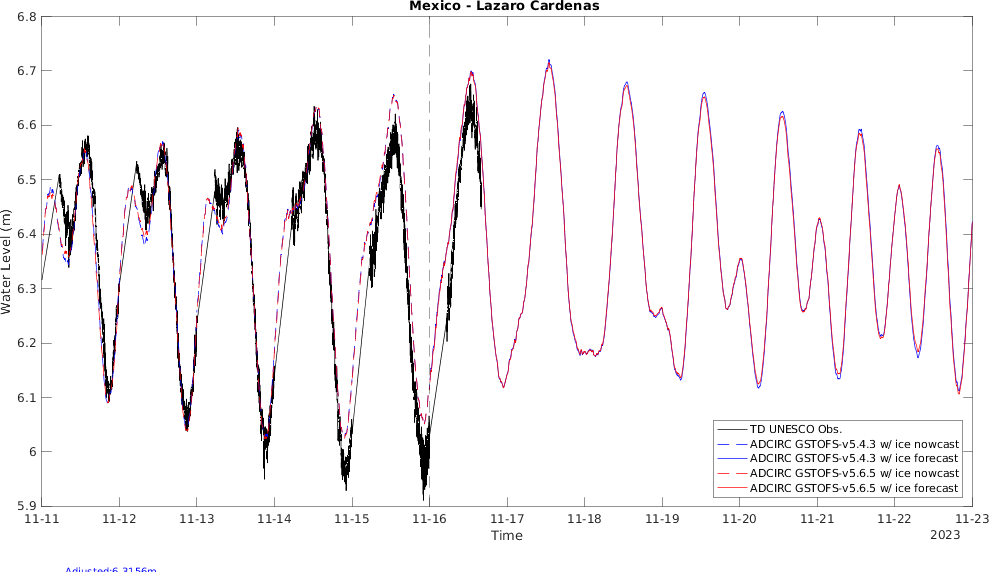 Mexico - Lazaro Cardenas
6.8
6.7
6.6
6.5
6.4
6.3
6.2
6.1
6
5.9
Water Level (m)
11-11
11-12
11-13
11-14
11-15
11-16
11-17
11-18
11-19
11-20
11-21
11-22
11-23
Time
2023
TD UNESCO Obs.
ADCIRC GSTOFS-v5.4.3 w/ ice nowcast
ADCIRC GSTOFS-v5.4.3 w/ ice forecast
ADCIRC GSTOFS-v5.6.5 w/ ice nowcast
ADCIRC GSTOFS-v5.6.5 w/ ice forecast
Adjusted:6.3156m